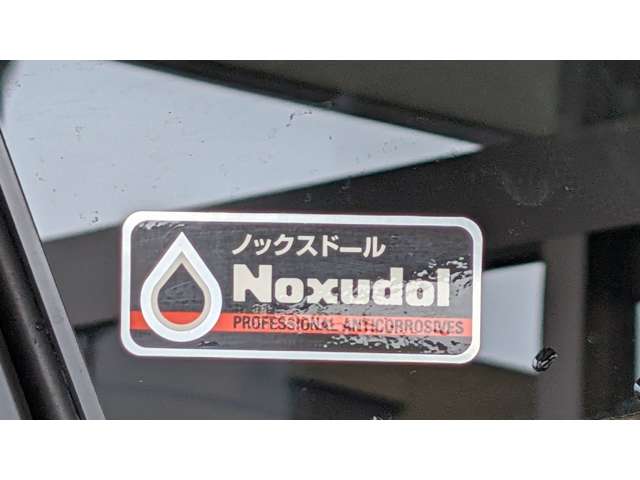 ノックスドール
Noxudol
PROFESSIONAL ANTICORROSIVES